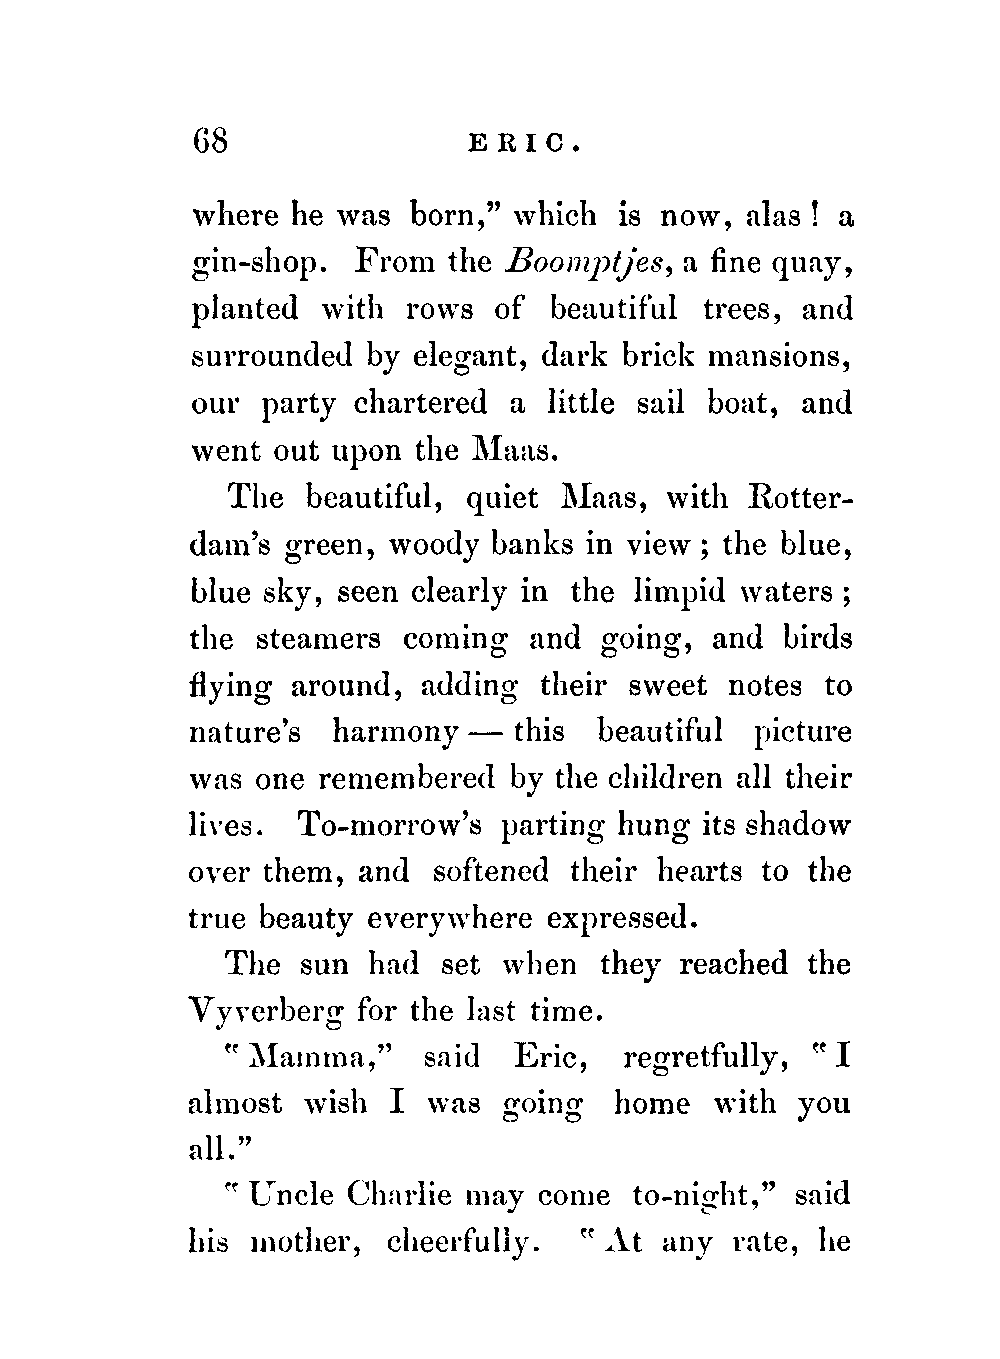 68 ERIC.
where he was born,” which is now, alas ! a
gin-shop. From the Boomptjes, a fine quay,
planted with rows of beautiful trees, and
surrounded by elegant, dark brick mansions,
our party chartered a little sail boat, and
went out upon the Maas.
The beautiful, quiet Maas, with Rotter-
dam’s green, woody banks in view ; the blue,
blue sky, seen clearly in the limpid waters ;
the steamers coming and going, and birds
flying around, adding their sweet notes to
nature’s harmony — this beautiful picture
was one remembered by the children all their
lives. To-morrow’s parting hung its shadow
over them, and softened their hearts to the
true beauty everywhere expressed.
The sun had set when they reached the
Vyverberg for the last time.
“ Mamma,” said Eric, regretfully, “ I
almost wish I was going home with you
all.”
“ Uncle Charlie may come to-night,” said
his mother, cheerfully. “ At any rate, he